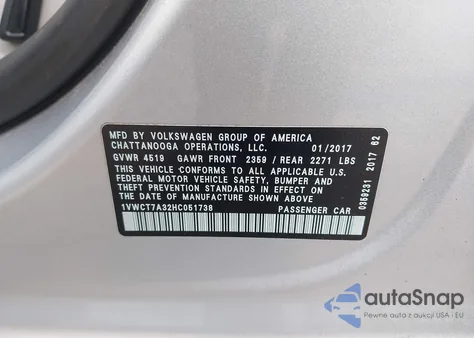 MFD BY VOLKSWAGEN GROUP OF AMERICA
CHATTANOOGA OPERATIONS, LLC. 01/2017
GVWR 4519 GAWR FRONT 2359 / REAR 2271 LBS
THIS VEHICLE CONFORMS TO ALL APPLICABLE U.S.
FEDERAL MOTOR VEHICLE SAFETY, BUMPER AND
THEFT PREVENTION STANDARDS IN EFFECT ON
THE DATE OF MANUFACTURE SHOWN ABOVE.
1VWCT7A32HC051738 PASSENGER CAR
0359231 2017 62
autoSnap
Pewne auta z aukcji USA i EU